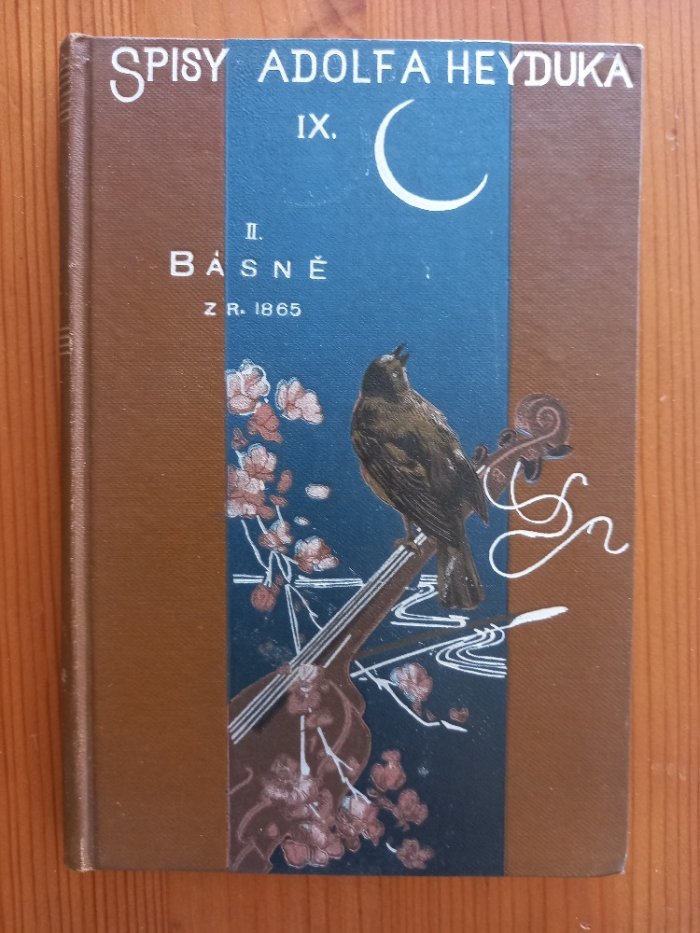 SPISY ADOLFA HEYDUKA
IX.
II.
BÁSNĚ
Z R. 1865